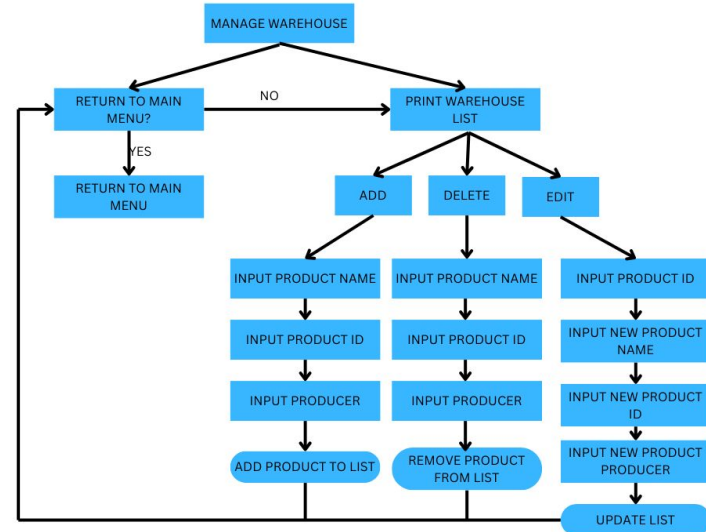 MANAGE WAREHOUSE
RETURN TO MAIN
MENU?
NO
PRINT WAREHOUSE
LIST
YES
RETURN TO MAIN
MENU
ADD
DELETE
EDIT
INPUT PRODUCT NAME
INPUT PRODUCT NAME
INPUT PRODUCT ID
INPUT PRODUCT ID
INPUT PRODUCT ID
INPUT NEW PRODUCT
NAME
INPUT PRODUCER
INPUT PRODUCER
INPUT NEW PRODUCT
ID
ADD PRODUCT TO LIST
REMOVE PRODUCT
FROM LIST
INPUT NEW PRODUCT
PRODUCER
UPDATE LIST